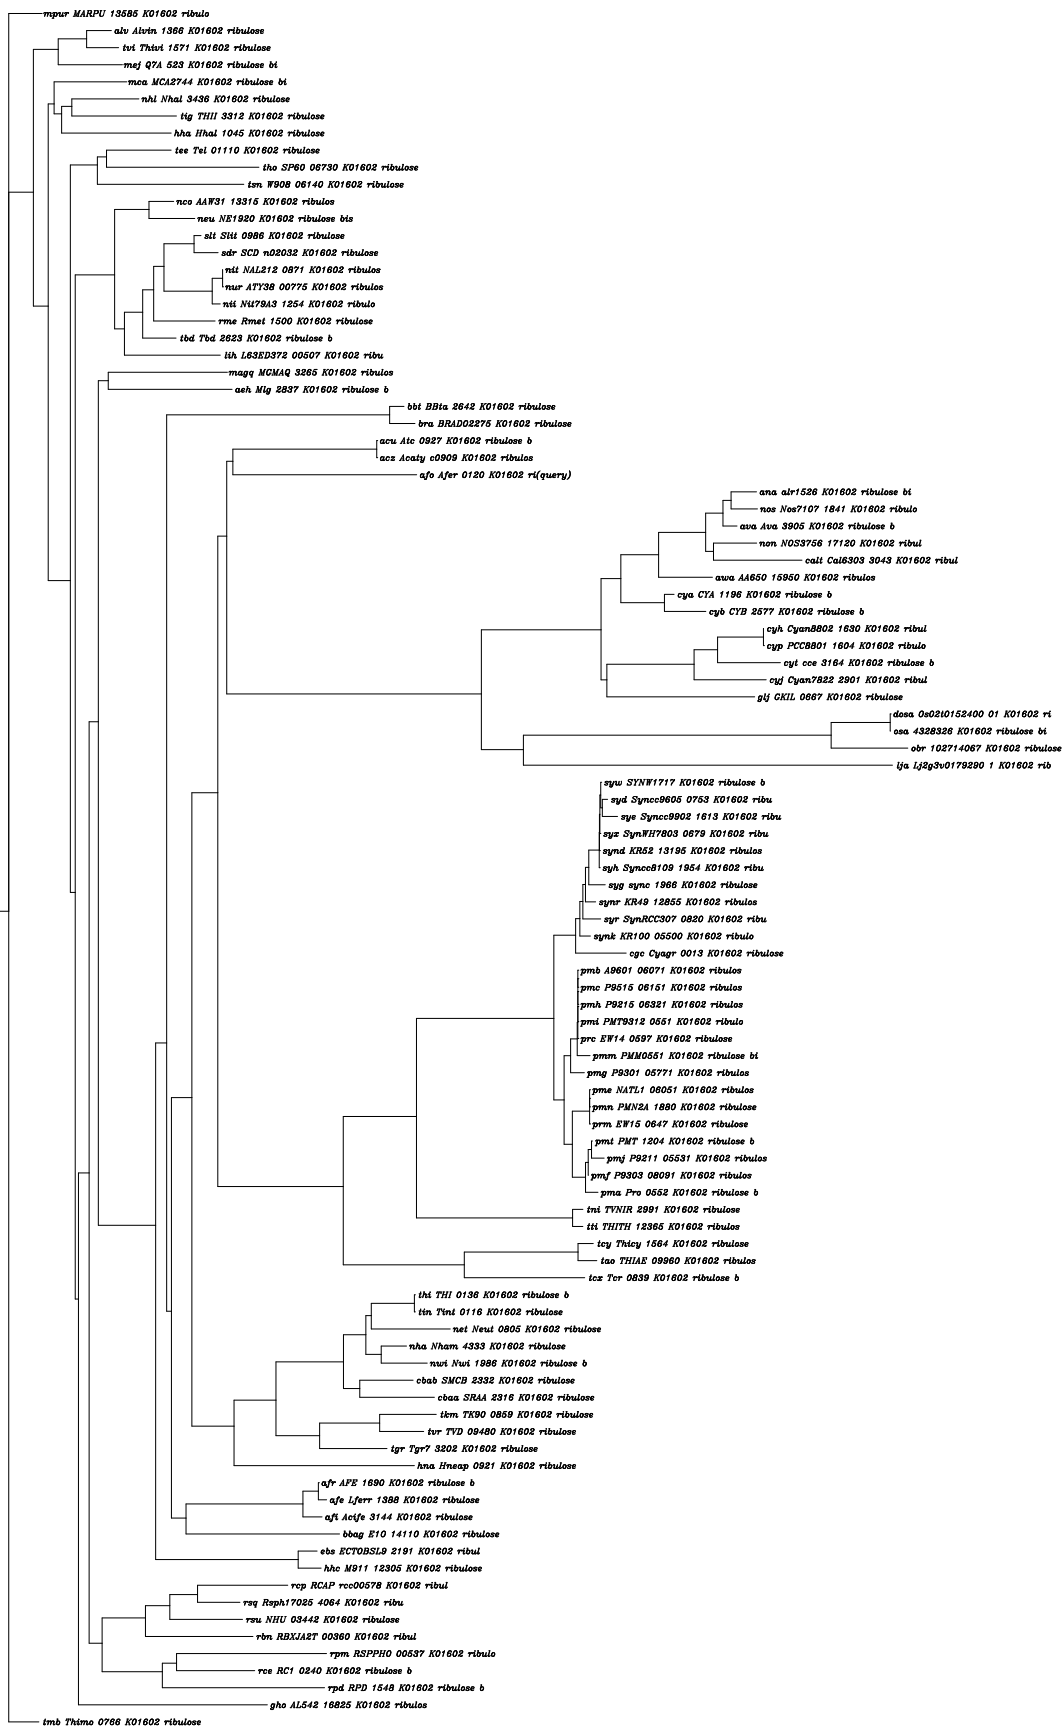 mpur MARPU 13585 K01602 ribulo
alv Alvin 1366 K01602 ribulose
tvi Thivi 1571 K01602 ribulose
mej Q7A 523 K01602 ribulose bi
mca MCA2744 K01602 ribulose bi
nhl Nhal 3436 K01602 ribulose
tig THII 3312 K01602 ribulose
hha Hhal 1045 K01602 ribulose
tee Tel 01110 K01602 ribulose
tho SP60 06730 K01602 ribulose
tsn W908 06140 K01602 ribulose
nco AAW31 13315 K01602 ribulos
neu NE1920 K01602 ribulose bis
slt Slit 0986 K01602 ribulose
sdr SCD n02032 K01602 ribulose
nit NAL212 0871 K01602 ribulos
nur ATY38 00775 K01602 ribulos
nii Nit79A3 1254 K01602 ribulo
rme Rmet 1500 K01602 ribulose
tbd Tbd 2623 K01602 ribulose b
lih L63ED372 00507 K01602 ribu
magq MGMAQ 3265 K01602 ribulos
aeh Mlg 2837 K01602 ribulose b
bbt BBta 2642 K01602 ribulose
bra BRADO2275 K01602 ribulose
acu Atc 0927 K01602 ribulose b
acz Acaty c0909 K01602 ribulos
afo Afer 0120 K01602 ri(query)
ana alr1526 K01602 ribulose bi
nos Nos7107 1841 K01602 ribulo
ava Ava 3905 K01602 ribulose b
non NOS3756 17120 K01602 ribul
calt Cal6303 3043 K01602 ribul
awa AA650 15950 K01602 ribulos
cya CYA 1196 K01602 ribulose b
cyb CYB 2577 K01602 ribulose b
cyh Cyan8802 1630 K01602 ribul
cyp PCC8801 1604 K01602 ribulo
cyt cce 3164 K01602 ribulose b
cyj Cyan7822 2901 K01602 ribul
glj GKIL 0667 K01602 ribulose
dosa Os02t0152400 01 K01602 ri
osa 4328326 K01602 ribulose bi
obr 102714067 K01602 ribulose
lja Lj2g3v0179290 1 K01602 rib
syw SYNW1717 K01602 ribulose b
syd Syncc9605 0753 K01602 ribu
sye Syncc9902 1613 K01602 ribu
syx SynWH7803 0679 K01602 ribu
synd KR52 13195 K01602 ribulos
syh Syncc8109 1954 K01602 ribu
syg sync 1966 K01602 ribulose
synr KR49 12855 K01602 ribulos
syr SynRCC307 0820 K01602 ribu
synk KR100 05500 K01602 ribulo
cgc Cyagr 0013 K01602 ribulose
pmb A9601 06071 K01602 ribulos
pmc P9515 06151 K01602 ribulos
pmh P9215 06321 K01602 ribulos
pmi PMT9312 0551 K01602 ribulo
prc EW14 0597 K01602 ribulose
pmm PMM0551 K01602 ribulose bi
pmg P9301 05771 K01602 ribulos
pme NATL1 06051 K01602 ribulos
pmn PMN2A 1880 K01602 ribulose
prm EW15 0647 K01602 ribulose
pmt PMT 1204 K01602 ribulose b
pmj P9211 05531 K01602 ribulos
pmf P9303 08091 K01602 ribulos
pma Pro 0552 K01602 ribulose b
tni TVNIR 2991 K01602 ribulose
tti THITH 12365 K01602 ribulos
tcy Thicy 1564 K01602 ribulose
tao THIAE 09960 K01602 ribulos
tcx Tcr 0839 K01602 ribulose b
thi THI 0136 K01602 ribulose b
tin Tint 0116 K01602 ribulose
net Neut 0805 K01602 ribulose
nha Nham 4333 K01602 ribulose
nwi Nwi 1986 K01602 ribulose b
cbab SMCB 2332 K01602 ribulose
cbaa SRAA 2316 K01602 ribulose
tkm TK90 0859 K01602 ribulose
tvr TVD 09480 K01602 ribulose
tgr Tgr7 3202 K01602 ribulose
hna Hneap 0921 K01602 ribulose
afr AFE 1690 K01602 ribulose b
afe Lferr 1388 K01602 ribulose
afi Acife 3144 K01602 ribulose
bbag E1O 14110 K01602 ribulose
ebs ECTOBSL9 2191 K01602 ribul
hhc M911 12305 K01602 ribulose
rcp RCAP rcc00578 K01602 ribul
rsq Rsph17025 4064 K01602 ribu
rsu NHU 03442 K01602 ribulose
rbn RBXJA2T 00360 K01602 ribul
rpm RSPPHO 00537 K01602 ribulo
rce RC1 0240 K01602 ribulose b
rpd RPD 1548 K01602 ribulose b
gho AL542 16825 K01602 ribulos
tmb Thimo 0766 K01602 ribulose